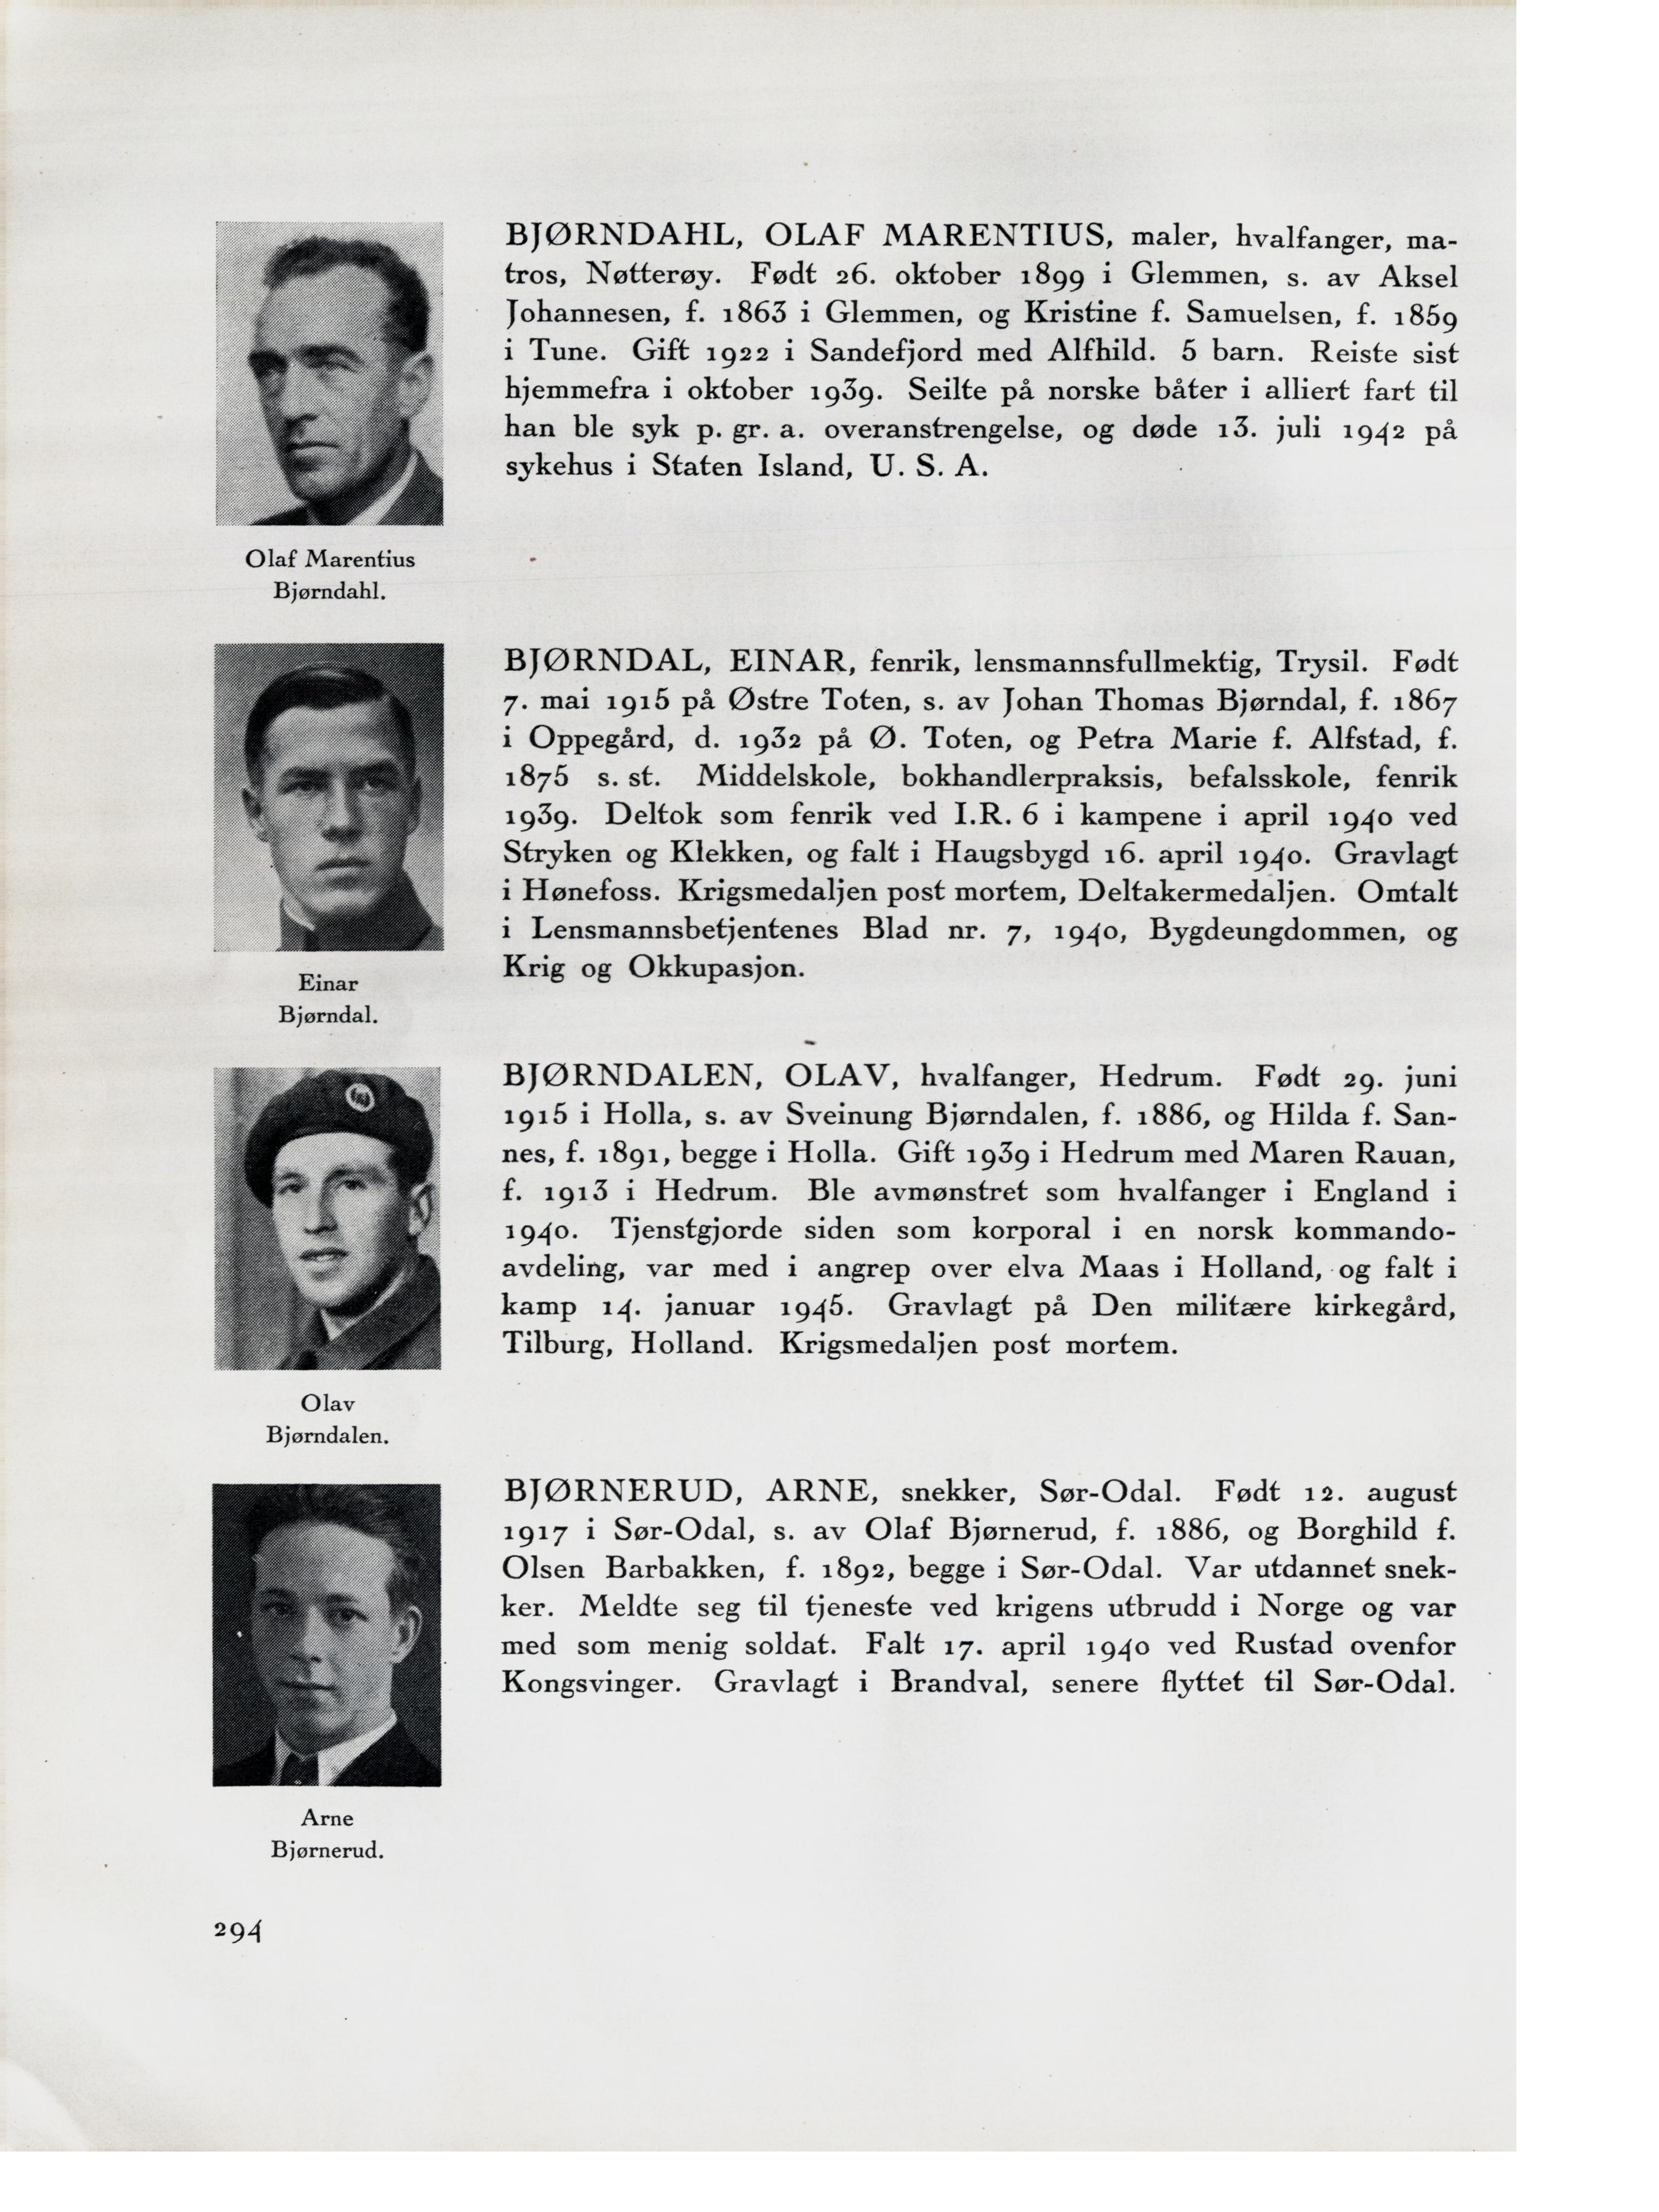 BJØRNDAHL, OLAF MARENTIUS, maler, hvalfanger, ma-
tros, Nøtterøy. Født 26. oktober 1899 i Glemmen, s. av Aksel
Johannesen, f. 1863 i Glemmen, og Kristine f. Samuelsen, f. 1859
i Tune. Gift 1922 i Sandefjord med Alfhild. 5 barn. Reiste sist
hjemmefra i oktober 1939. Seilte på norske båter i alliert fart til
han ble syk p. gr. a. overanstrengelse, og døde 13. juli 1942 på
sykehus i Staten Island, U. S. A.
Olaf Marentius
Bjørndahl.
BJØRNDAL, EINAR, fenrik, lensmannsfullmektig, Trysil. Født
7. mai 1915 på Østre Toten, s. av Johan Thomas Bjørndal, f. 1867
i Oppegård, d. 1932 på Ø. Toten, og Petra Marie f. Alfstad, f.
1875 s. st. Middelskole, bokhandlerpraksis, befalsskole, fenrik
1939. Deltok som fenrik ved I.R. 6 i kampene i april 1940 ved
Stryken og Klekken, og falt i Haugsbygd 16. april 1940. Gravlagt
i Hønefoss. Krigsmedaljen post mortem, Deltakermedaljen. Omtalt
i Lensmannsbetjentenes Blad nr. 7, 1940, Bygdeungdommen, og
Krig og Okkupasjon.
Einar
Bjørndal.
BJØRNDALEN, OLAV, hvalfanger, Hedrum. Født 29. juni
1915 i Holla, s. av Sveinung Bjørndalen, f. 1886, og Hilda f. San-
nes, f. 1891, begge i Holla. Gift 1939 i Hedrum med Maren Rauan,
f. 1913 i Hedrum. Ble avmønstret som hvalfanger i England i
1940. Tjenstgjorde siden som korporal i en norsk kommando-
avdeling, var med i angrep over elva Maas i Holland, og falt i
kamp 14. januar 1945. Gravlagt på Den militære kirkegård,
Tilburg, Holland. Krigsmedaljen post mortem.
Olav
Bjørndalen.
BJØRNERUD, ARNE, snekker, Sør-Odal. Født 12. august
1917 i Sør-Odal, s. av Olaf Bjørnerud, f. 1886, og Borghild f.
Olsen Barbakken, f. 1892, begge i Sør-Odal. Var utdannet snek-
ker. Meldte seg til tjeneste ved krigens utbrudd i Norge og var
med som menig soldat. Falt 17. april 1940 ved Rustad ovenfor
Kongsvinger. Gravlagt i Brandval, senere flyttet til Sør-Odal.
Arne
Bjørnerud.
294